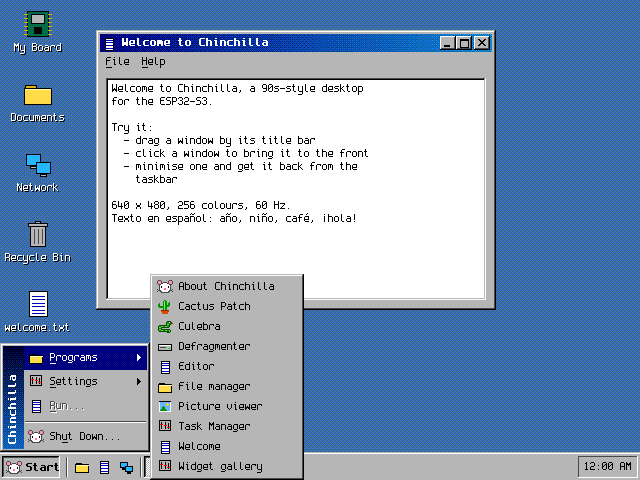 My Board
Documents
Network
Recycle Bin
welcome.txt
Welcome to Chinchilla
File Help
Welcome to Chinchilla, a 90s-style desktop
for the ESP32-S3.
Try it:
- drag a window by its title bar
- click a window to bring it to the front
- minimise one and get it back from the
taskbar
640 x 480, 256 colours, 60 Hz.
Texto en español: año, niño, café, ¡hola!
Chinchilla
Programs
Settings
Run...
Shut Down...
About Chinchilla
Cactus Patch
Culebra
Defragmenter
Editor
File manager
Picture viewer
Task Manager
Welcome
Widget gallery
Start
12:00 AM